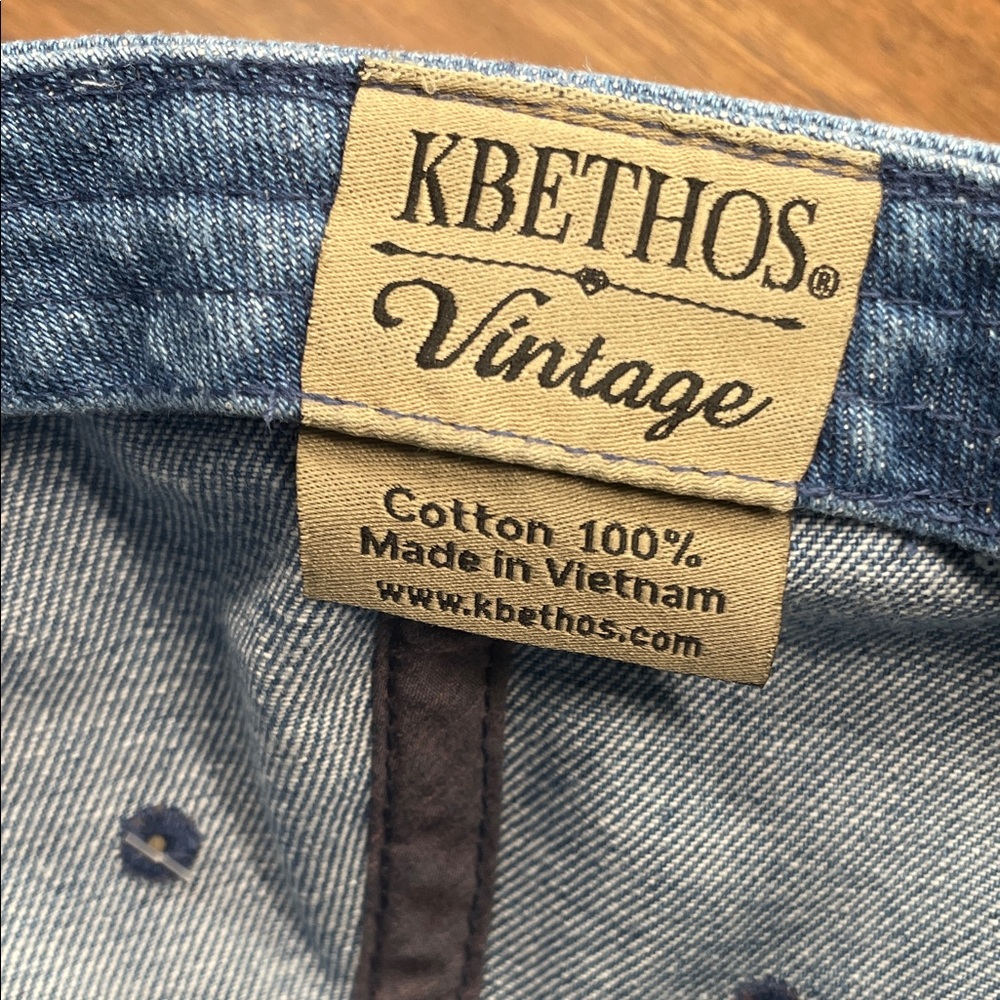 KBETHOS®
Vintage
Cotton 100%
Made in Vietnam
www.kbethos.com